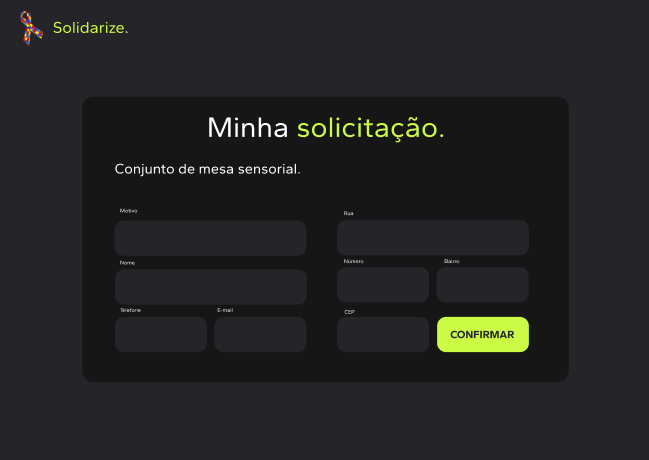 Solidarize.
Minha solicitação.
Conjunto de mesa sensorial.
Motivo
Rua
Nome
Número
Bairro
Telefone
E-mail
CEP
CONFIRMAR